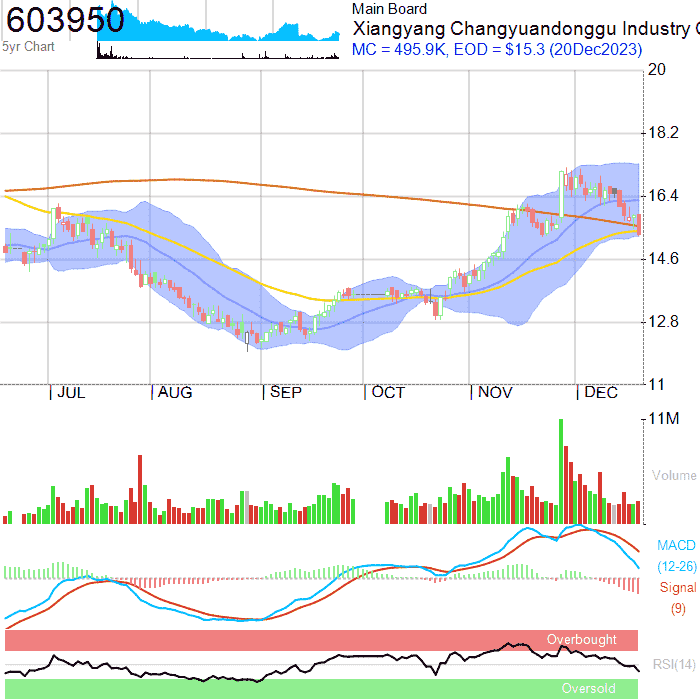 603950
5yr Chart
Main Board
Xiangyang Changyuandonggu Industry
MC = 495.9K, EOD = $15.3 (20Dec2023)
20
18.2
16.4
14.6
12.8
11
JUL AUG SEP OCT NOV DEC
11M
Volume
MACD
(12-26)
Signal
(9)
Overbought
RSI(14)
Oversold